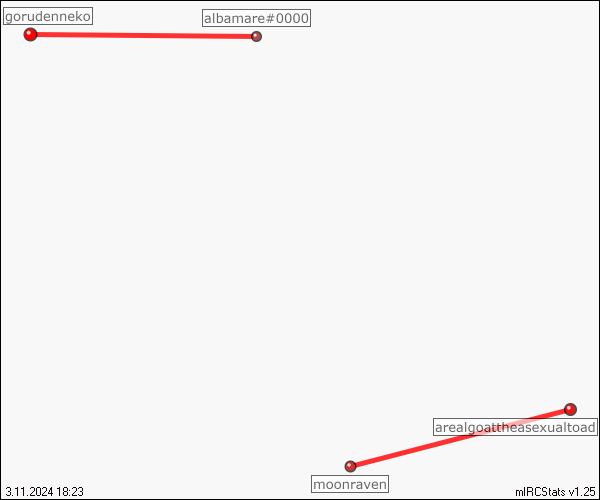 gorudenneko
albamare#0000
arealgoattheasexualtoad
moonraven
3.11.2024 18:23
mIRCStats v1.25